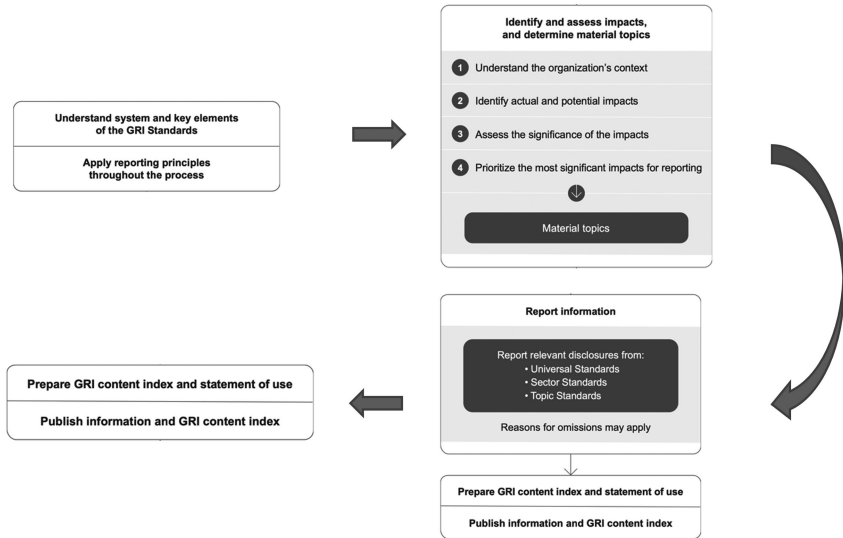 Understand system and key elements
of the GRI Standards
Apply reporting principles
throughout the process
Identify and assess impacts,
and determine material topics
1 Understand the organization's context
2 Identify actual and potential impacts
3 Assess the significance of the impacts
4 Prioritize the most significant impacts for reporting
Material topics
Report information
Report relevant disclosures from:
• Universal Standards
• Sector Standards
• Topic Standards
Reasons for omissions may apply
Prepare GRI content index and statement of use
Publish information and GRI content index
Prepare GRI content index and statement of use
Publish information and GRI content index